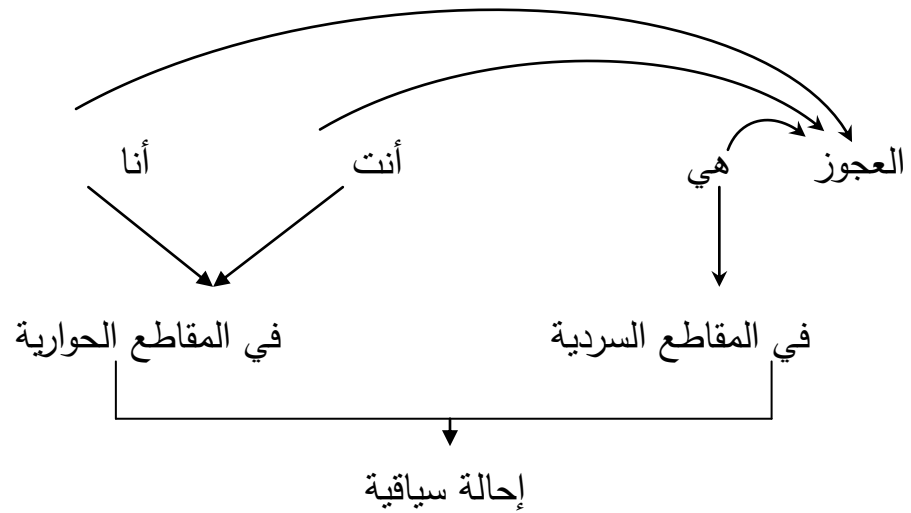 العجوز هي أنت أنا
في المقاطع السردية في المقاطع الحوارية
إحالة سياقية